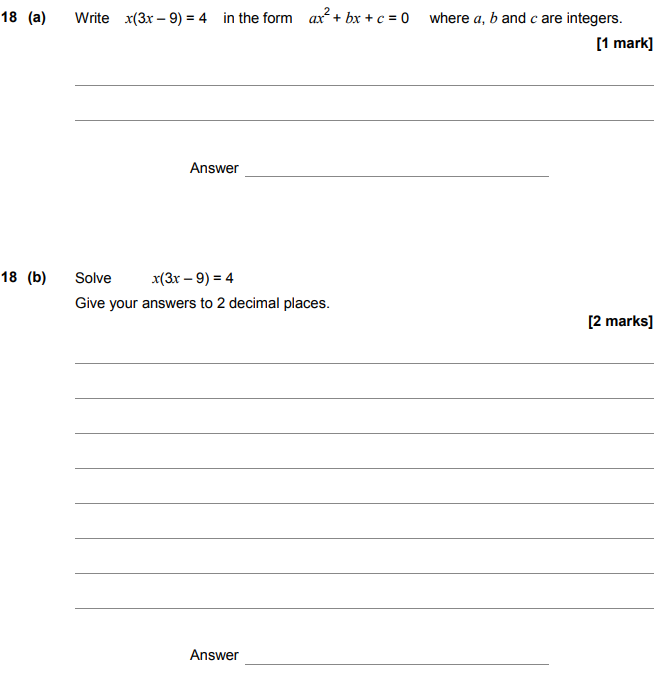 18 (a) Write x(3x – 9) = 4 in the form ax² + bx + c = 0 where a, b and c are integers.
[1 mark]
Answer
18 (b) Solve x(3x – 9) = 4
Give your answers to 2 decimal places.
[2 marks]
Answer